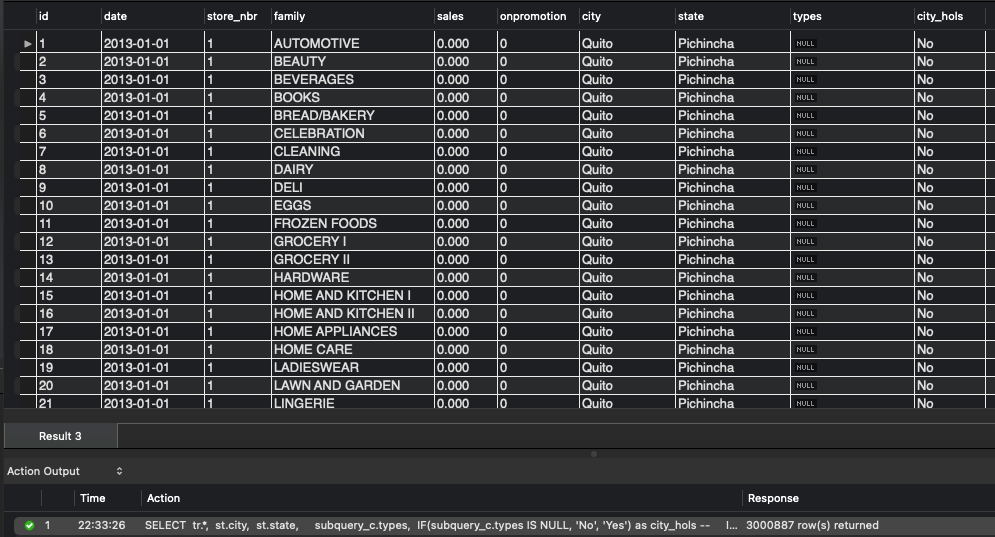 id date store_nbr family sales onpromotion city state types city_hols
1 2013-01-01 1 AUTOMOTIVE 0.000 0 Quito Pichincha NULL No
2 2013-01-01 1 BEAUTY 0.000 0 Quito Pichincha NULL No
3 2013-01-01 1 BEVERAGES 0.000 0 Quito Pichincha NULL No
4 2013-01-01 1 BOOKS 0.000 0 Quito Pichincha NULL No
5 2013-01-01 1 BREAD/BAKERY 0.000 0 Quito Pichincha NULL No
6 2013-01-01 1 CELEBRATION 0.000 0 Quito Pichincha NULL No
7 2013-01-01 1 CLEANING 0.000 0 Quito Pichincha NULL No
8 2013-01-01 1 DAIRY 0.000 0 Quito Pichincha NULL No
9 2013-01-01 1 DELI 0.000 0 Quito Pichincha NULL No
10 2013-01-01 1 EGGS 0.000 0 Quito Pichincha NULL No
11 2013-01-01 1 FROZEN FOODS 0.000 0 Quito Pichincha NULL No
12 2013-01-01 1 GROCERY I 0.000 0 Quito Pichincha NULL No
13 2013-01-01 1 GROCERY II 0.000 0 Quito Pichincha NULL No
14 2013-01-01 1 HARDWARE 0.000 0 Quito Pichincha NULL No
15 2013-01-01 1 HOME AND KITCHEN I 0.000 0 Quito Pichincha NULL No
16 2013-01-01 1 HOME AND KITCHEN II 0.000 0 Quito Pichincha NULL No
17 2013-01-01 1 HOME APPLIANCES 0.000 0 Quito Pichincha NULL No
18 2013-01-01 1 HOME CARE 0.000 0 Quito Pichincha NULL No
19 2013-01-01 1 LADIESWEAR 0.000 0 Quito Pichincha NULL No
20 2013-01-01 1 LAWN AND GARDEN 0.000 0 Quito Pichincha NULL No
21 2013-01-01 1 LINGERIE 0.000 0 Quito Pichincha NULL No
Result 3
Action Output
Time Action Response
1 22:33:26 SELECT tr.*, st.city, st.state, subquery_c.types, IF(subquery_c.types IS NULL, 'No', 'Yes') as city_hols -- I... 3000887 row(s) returned